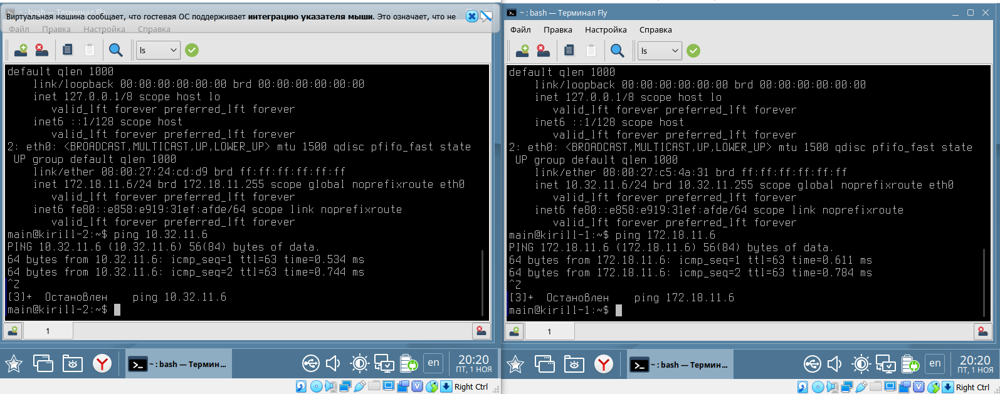 ~ : bash — Терминал Fly
Виртуальная машина сообщает, что гостевая ОС поддерживает интеграцию указателя мыши. Это означает, что не
Файл Правка Настройка Справка
ls
default qlen 1000
link/loopback 00:00:00:00:00:00 brd 00:00:00:00:00:00
inet 127.0.0.1/8 scope host lo
valid_lft forever preferred_lft forever
inet6 ::1/128 scope host
valid_lft forever preferred_lft forever
2: eth0: <BROADCAST,MULTICAST,UP,LOWER_UP> mtu 1500 qdisc pfifo_fast state
UP group default qlen 1000
link/ether 08:00:27:24:cd:d9 brd ff:ff:ff:ff:ff:ff
inet 172.18.11.6/24 brd 172.18.11.255 scope global noprefixroute eth0
valid_lft forever preferred_lft forever
inet6 fe80::e858:e919:31ef:afde/64 scope link noprefixroute
valid_lft forever preferred_lft forever
main@kirill-2:~$ ping 10.32.11.6
PING 10.32.11.6 (10.32.11.6) 56(84) bytes of data.
64 bytes from 10.32.11.6: icmp_seq=1 ttl=63 time=0.534 ms
64 bytes from 10.32.11.6: icmp_seq=2 ttl=63 time=0.744 ms
^Z
[3]+ Остановлен ping 10.32.11.6
main@kirill-2:~$
1
~ : bash — Термин...
en
20:20
ПТ, 1 НОЯ
Right Ctrl
~ : bash — Терминал Fly
Файл Правка Настройка Справка
ls
default qlen 1000
link/loopback 00:00:00:00:00:00 brd 00:00:00:00:00:00
inet 127.0.0.1/8 scope host lo
valid_lft forever preferred_lft forever
inet6 ::1/128 scope host
valid_lft forever preferred_lft forever
2: eth0: <BROADCAST,MULTICAST,UP,LOWER_UP> mtu 1500 qdisc pfifo_fast state
UP group default qlen 1000
link/ether 08:00:27:c5:4a:31 brd ff:ff:ff:ff:ff:ff
inet 10.32.11.6/24 brd 10.32.11.255 scope global noprefixroute eth0
valid_lft forever preferred_lft forever
inet6 fe80::e858:e919:31ef:afde/64 scope link noprefixroute
valid_lft forever preferred_lft forever
main@kirill-1:~$ ping 172.18.11.6
PING 172.18.11.6 (172.18.11.6) 56(84) bytes of data.
64 bytes from 172.18.11.6: icmp_seq=1 ttl=63 time=0.611 ms
64 bytes from 172.18.11.6: icmp_seq=2 ttl=63 time=0.784 ms
^Z
[3]+ Остановлен ping 172.18.11.6
main@kirill-1:~$
1
~ : bash — Термин...
en
20:20
ПТ, 1 НОЯ
Right Ctrl